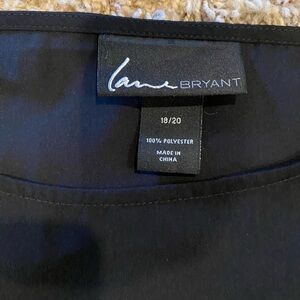 Lane BRYANT
18/20
100% POLYESTER
MADE IN
CHINA